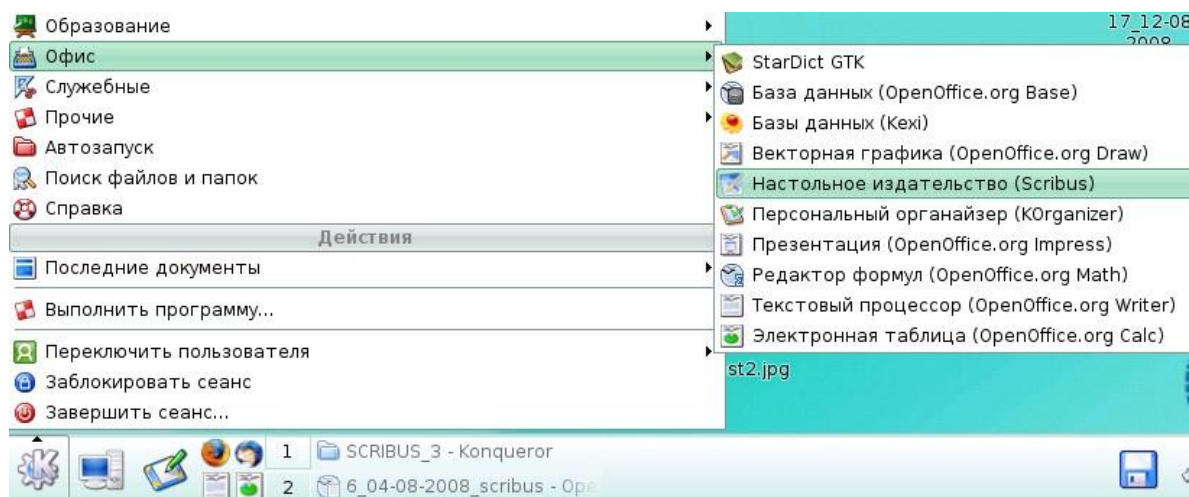 Образование
Офис
Служебные
Прочие
Автозапуск
Поиск файлов и папок
Справка
Действия
Последние документы
Выполнить программу...
Переключить пользователя
Заблокировать сеанс
Завершить сеанс...
17_12-08
2008
StarDict GTK
База данных (OpenOffice.org Base)
Базы данных (Kexi)
Векторная графика (OpenOffice.org Draw)
Настольное издательство (Scribus)
Персональный органайзер (KOrganizer)
Презентация (OpenOffice.org Impress)
Редактор формул (OpenOffice.org Math)
Текстовый процессор (OpenOffice.org Writer)
Электронная таблица (OpenOffice.org Calc)
st2.jpg
1 SCRIBUS_3 - Konqueror
2 6_04-08-2008_scribus - Ope